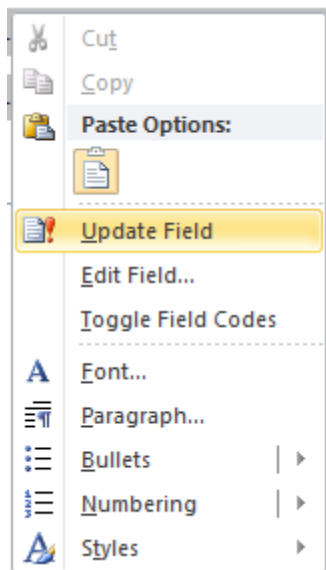 Cut
Copy
Paste Options:
Update Field
Edit Field...
Toggle Field Codes
A Font...
Paragraph...
Bullets
Numbering
Styles